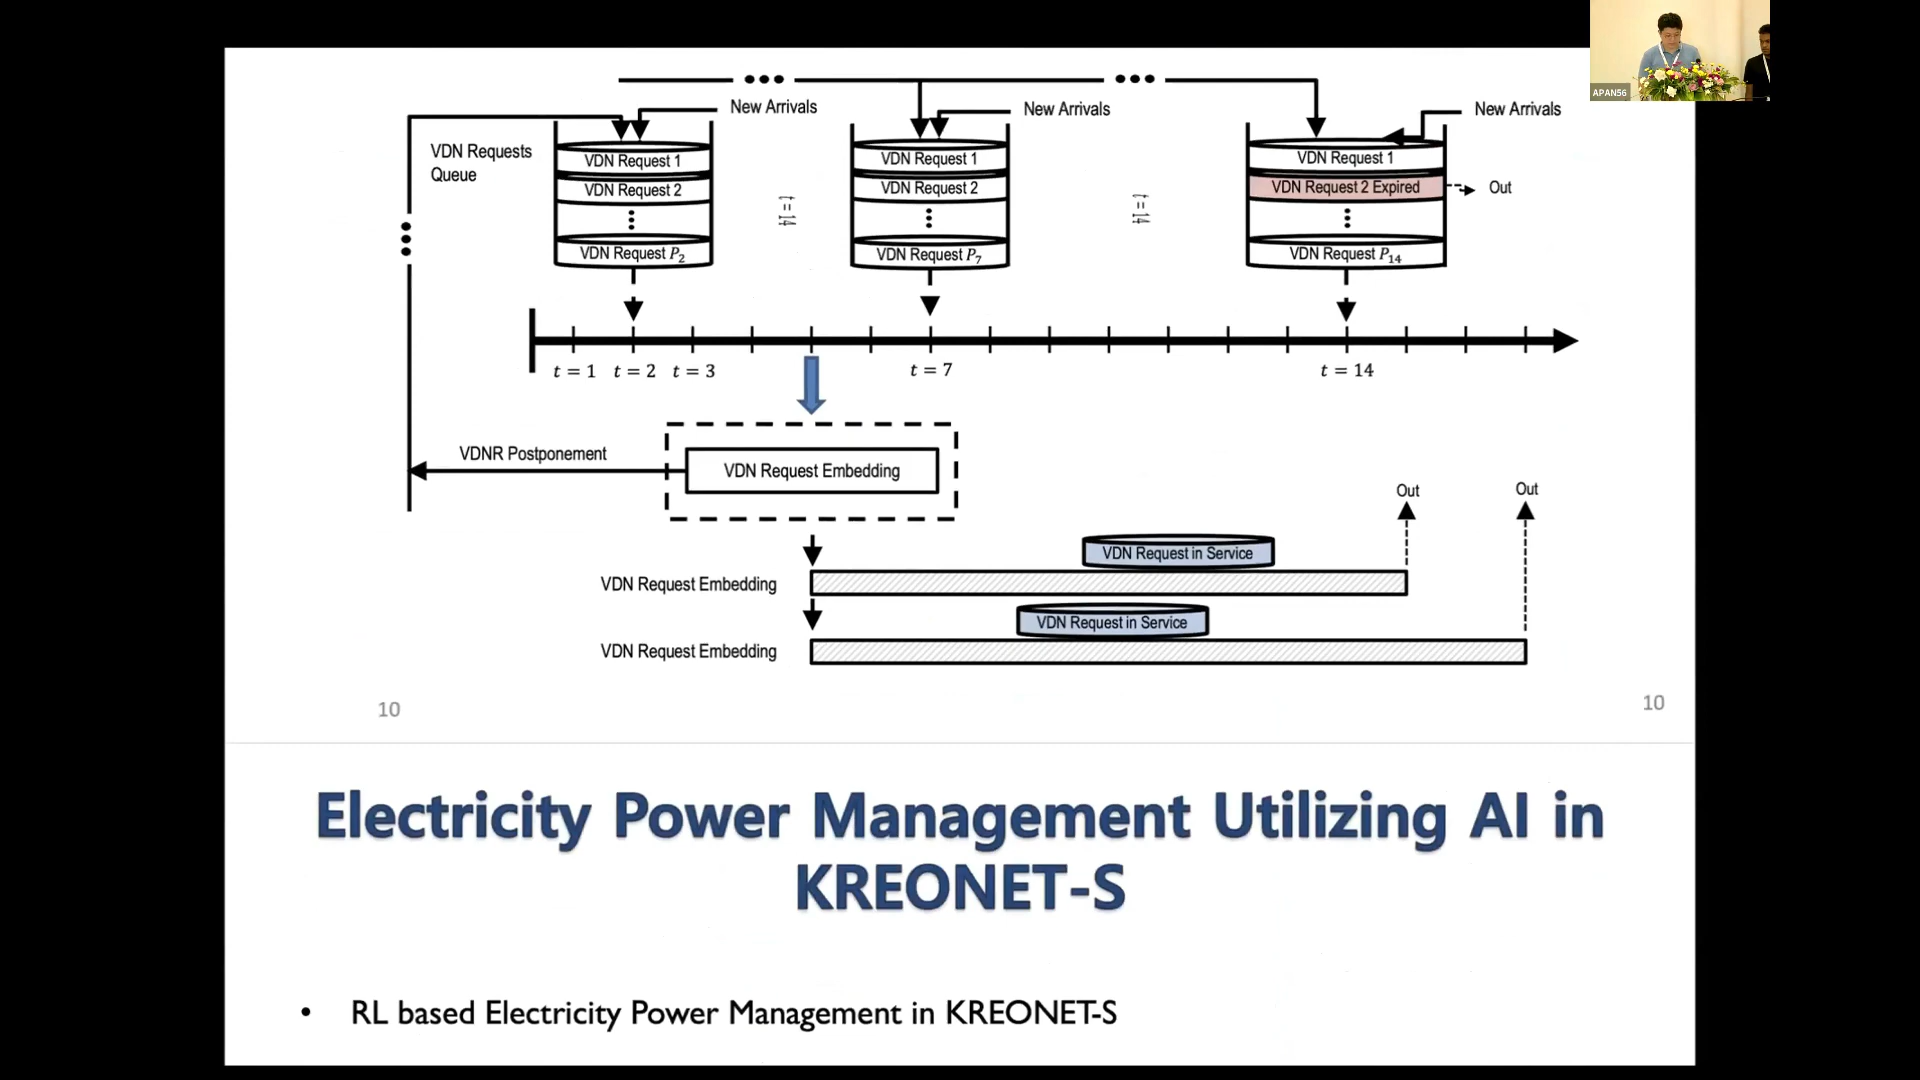 APAN56
New Arrivals
New Arrivals
New Arrivals
VDN Requests
Queue
VDN Request 1
VDN Request 2
VDN Request P2
t = 14
VDN Request 1
VDN Request 2
VDN Request P7
t = 14
VDN Request 1
VDN Request 2 Expired
Out
VDN Request P14
t = 1
t = 2
t = 3
t = 7
t = 14
VDNR Postponement
VDN Request Embedding
Out
Out
VDN Request in Service
VDN Request Embedding
VDN Request in Service
VDN Request Embedding
10
10
Electricity Power Management Utilizing AI in
KREONET-S
• RL based Electricity Power Management in KREONET-S